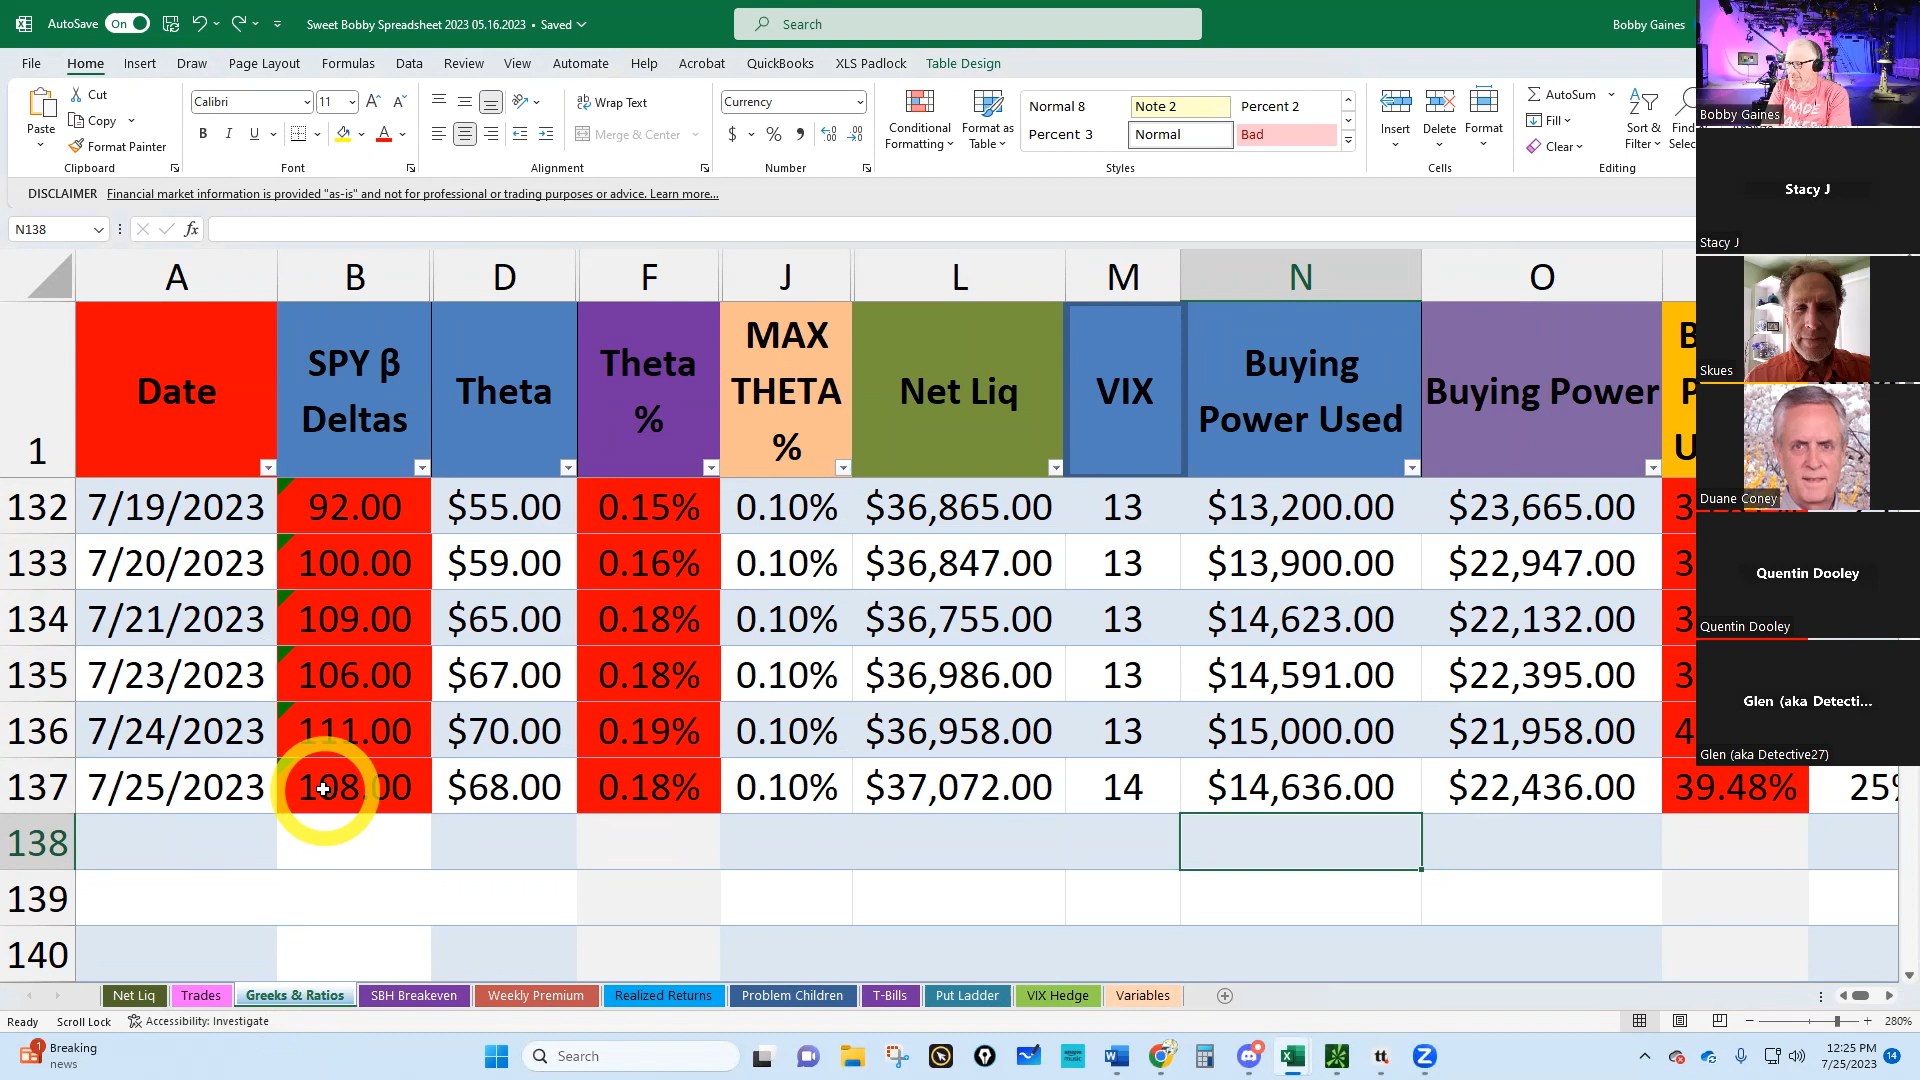 AutoSave On Sweet Bobby Spreadsheet 2023 05.16.2023 • Saved Search Bobby Gaines
File Home Insert Draw Page Layout Formulas Data Review View Automate Help Acrobat QuickBooks XLS Padlock Table Design
Paste Cut Copy Format Painter Clipboard
Calibri 11 B I U Font
Wrap Text Merge & Center Alignment
Currency $ % Number
Conditional Formatting Format as Table
Normal 8 Note 2 Percent 2
Percent 3 Normal Bad
Styles
Insert Delete Format Cells
AutoSum Fill Clear Sort & Filter Editing
DISCLAIMER Financial market information is provided "as-is" and not for professional or trading purposes or advice. Learn more...
N138 fx
A B D F J L M N O
1 Date SPY β Deltas Theta Theta % MAX THETA % Net Liq VIX Buying Power Used Buying Power
132 7/19/2023 92.00 $55.00 0.15% 0.10% $36,865.00 13 $13,200.00 $23,665.00 3
133 7/20/2023 100.00 $59.00 0.16% 0.10% $36,847.00 13 $13,900.00 $22,947.00 3
134 7/21/2023 109.00 $65.00 0.18% 0.10% $36,755.00 13 $14,623.00 $22,132.00 3
135 7/23/2023 106.00 $67.00 0.18% 0.10% $36,986.00 13 $14,591.00 $22,395.00 3
136 7/24/2023 111.00 $70.00 0.19% 0.10% $36,958.00 13 $15,000.00 $21,958.00 4
137 7/25/2023 108.00 $68.00 0.18% 0.10% $37,072.00 14 $14,636.00 $22,436.00 39.48% 25%
138
139
140
Bobby Gaines
Stacy J
Stacy J
Skues
Duane Coney
Quentin Dooley
Quentin Dooley
Glen (aka Detecti...
Glen (aka Detective27)
Net Liq Trades Greeks & Ratios SBH Breakeven Weekly Premium Realized Returns Problem Children T-Bills Put Ladder VIX Hedge Variables
Ready Scroll Lock Accessibility: Investigate 280%
1 Breaking news Search tt 12:25 PM 7/25/2023 14